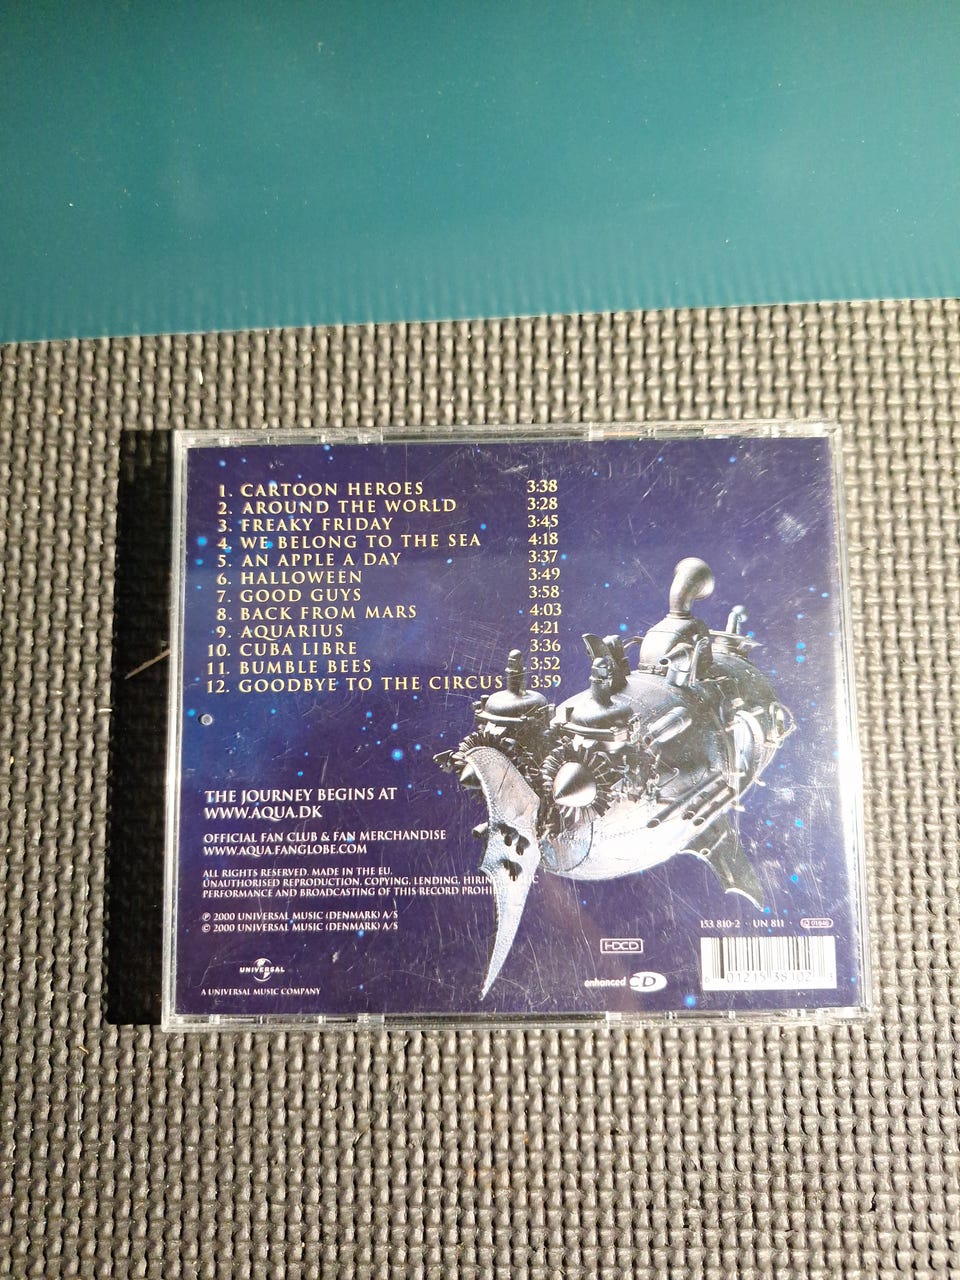 1. CARTOON HEROES 3:38
2. AROUND THE WORLD 3:28
3. FREAKY FRIDAY 3:45
4. WE BELONG TO THE SEA 4:18
5. AN APPLE A DAY 3:37
6. HALLOWEEN 3:49
7. GOOD GUYS 3:58
8. BACK FROM MARS 4:03
9. AQUARIUS 4:21
10. CUBA LIBRE 3:36
11. BUMBLE BEES 3:52
12. GOODBYE TO THE CIRCUS 3:59
THE JOURNEY BEGINS AT
WWW.AQUA.DK
OFFICIAL FAN CLUB & FAN MERCHANDISE
WWW.AQUA.FANGLOBE.COM
ALL RIGHTS RESERVED. MADE IN THE EU.
UNAUTHORISED REPRODUCTION, COPYING, LENDING, HIRING, PUBLIC
PERFORMANCE AND BROADCASTING OF THIS RECORD
℗ 2000 UNIVERSAL MUSIC (DENMARK) A/S
© 2000 UNIVERSAL MUSIC (DENMARK) A/S
UNIVERSAL
A UNIVERSAL MUSIC COMPANY
HDCD
enhanced CD
153 810-2 UN 811